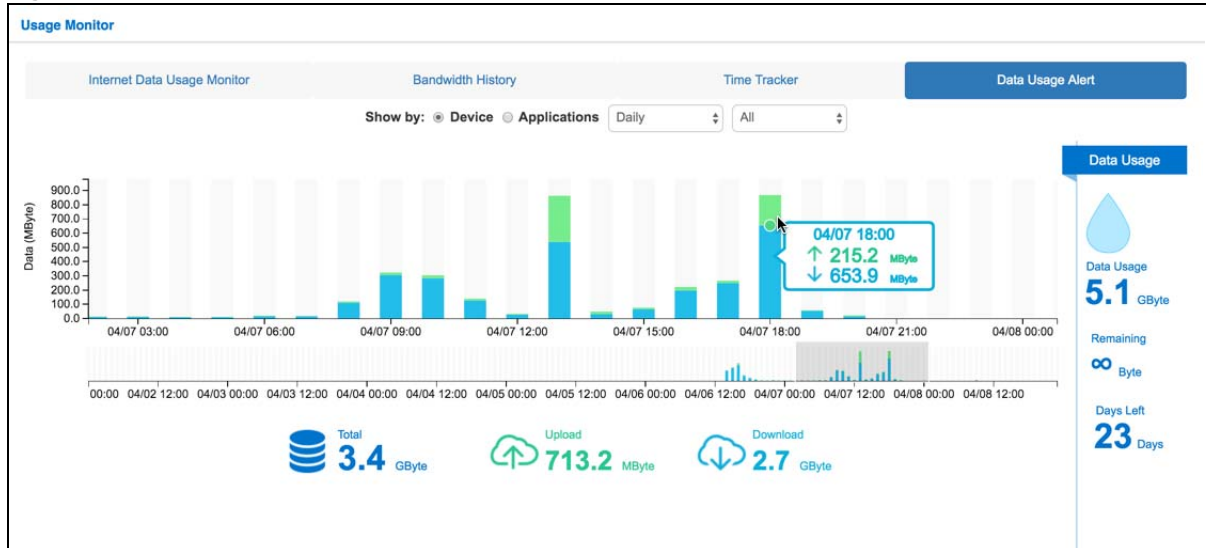 Usage Monitor
Internet Data Usage Monitor Bandwidth History Time Tracker Data Usage Alert
Show by: Device Applications Daily All
Data Usage
Data (MByte)
900.0
800.0
700.0
600.0
500.0
400.0
300.0
200.0
100.0
0.0
04/07 18:00
↑ 215.2 MByte
↓ 653.9 MByte
04/07 03:00 04/07 06:00 04/07 09:00 04/07 12:00 04/07 15:00 04/07 18:00 04/07 21:00 04/08 00:00
00:00 04/02 12:00 04/03 00:00 04/03 12:00 04/04 00:00 04/04 12:00 04/05 00:00 04/05 12:00 04/06 00:00 04/06 12:00 04/07 00:00 04/07 12:00 04/08 00:00 04/08 12:00
Total
3.4 GByte
Upload
713.2 MByte
Download
2.7 GByte
Data Usage
5.1 GByte
Remaining
∞ Byte
Days Left
23 Days